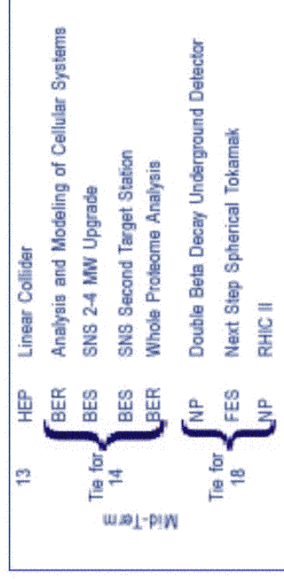 Mid-Term
13 HEP Linear Collider
Tie for 14
BER Analysis and Modeling of Cellular Systems
BES SNS 2-4 MW Upgrade
BES SNS Second Target Station
BER Whole Proteome Analysis
Tie for 18
NP Double Beta Decay Underground Detector
FES Next Step Spherical Tokamak
NP RHIC II